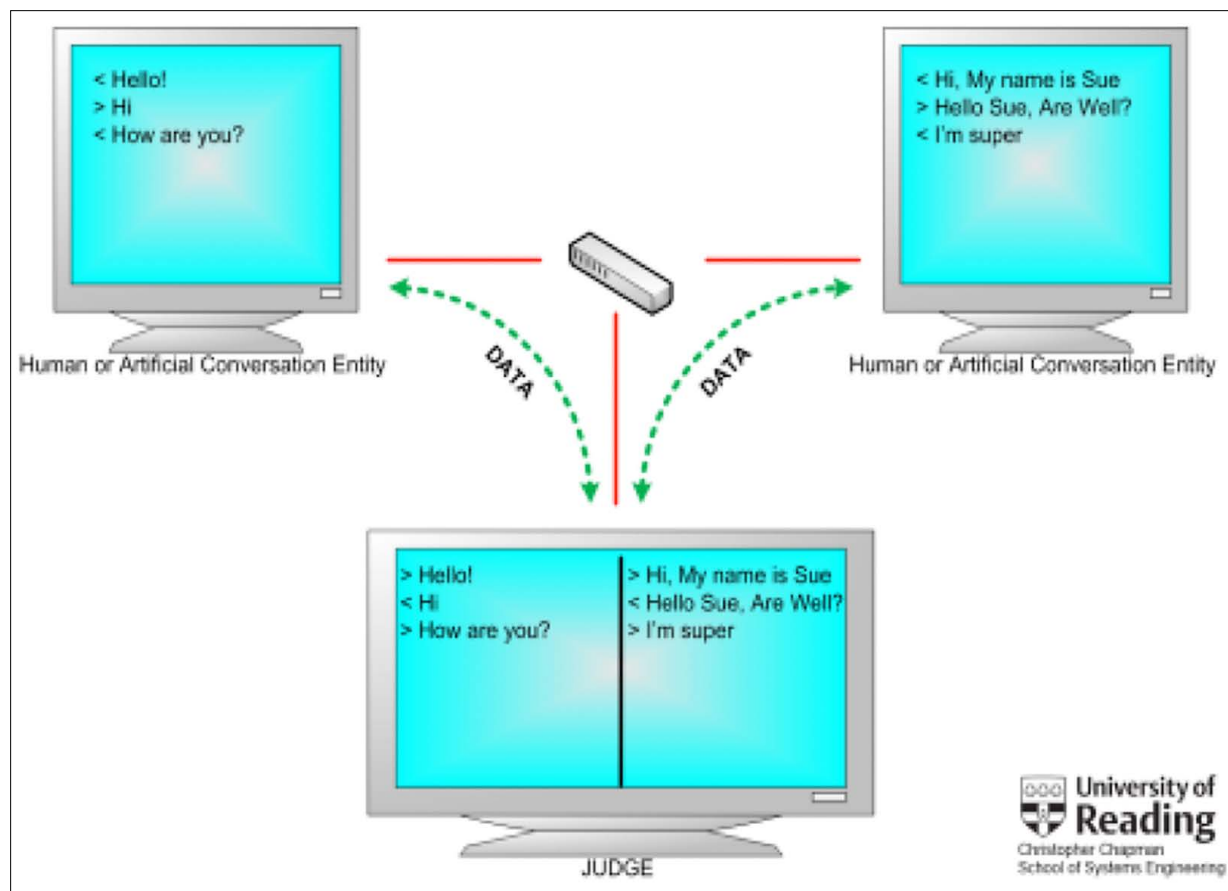 < Hello!
> Hi
< How are you?
Human or Artificial Conversation Entity
< Hi, My name is Sue
> Hello Sue, Are Well?
< I'm super
Human or Artificial Conversation Entity
DATA
DATA
> Hello!
< Hi
> How are you?
> Hi, My name is Sue
< Hello Sue, Are Well?
> I'm super
JUDGE
University of
Reading
Christopher Chapman
School of Systems Engineering